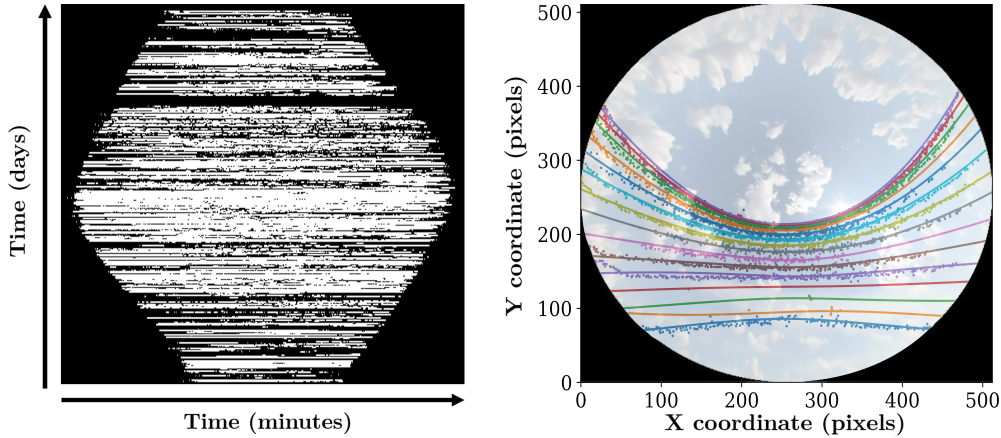 Time (days)
Time (minutes)
Y coordinate (pixels)
500
400
300
200
100
0
0 100 200 300 400 500
X coordinate (pixels)